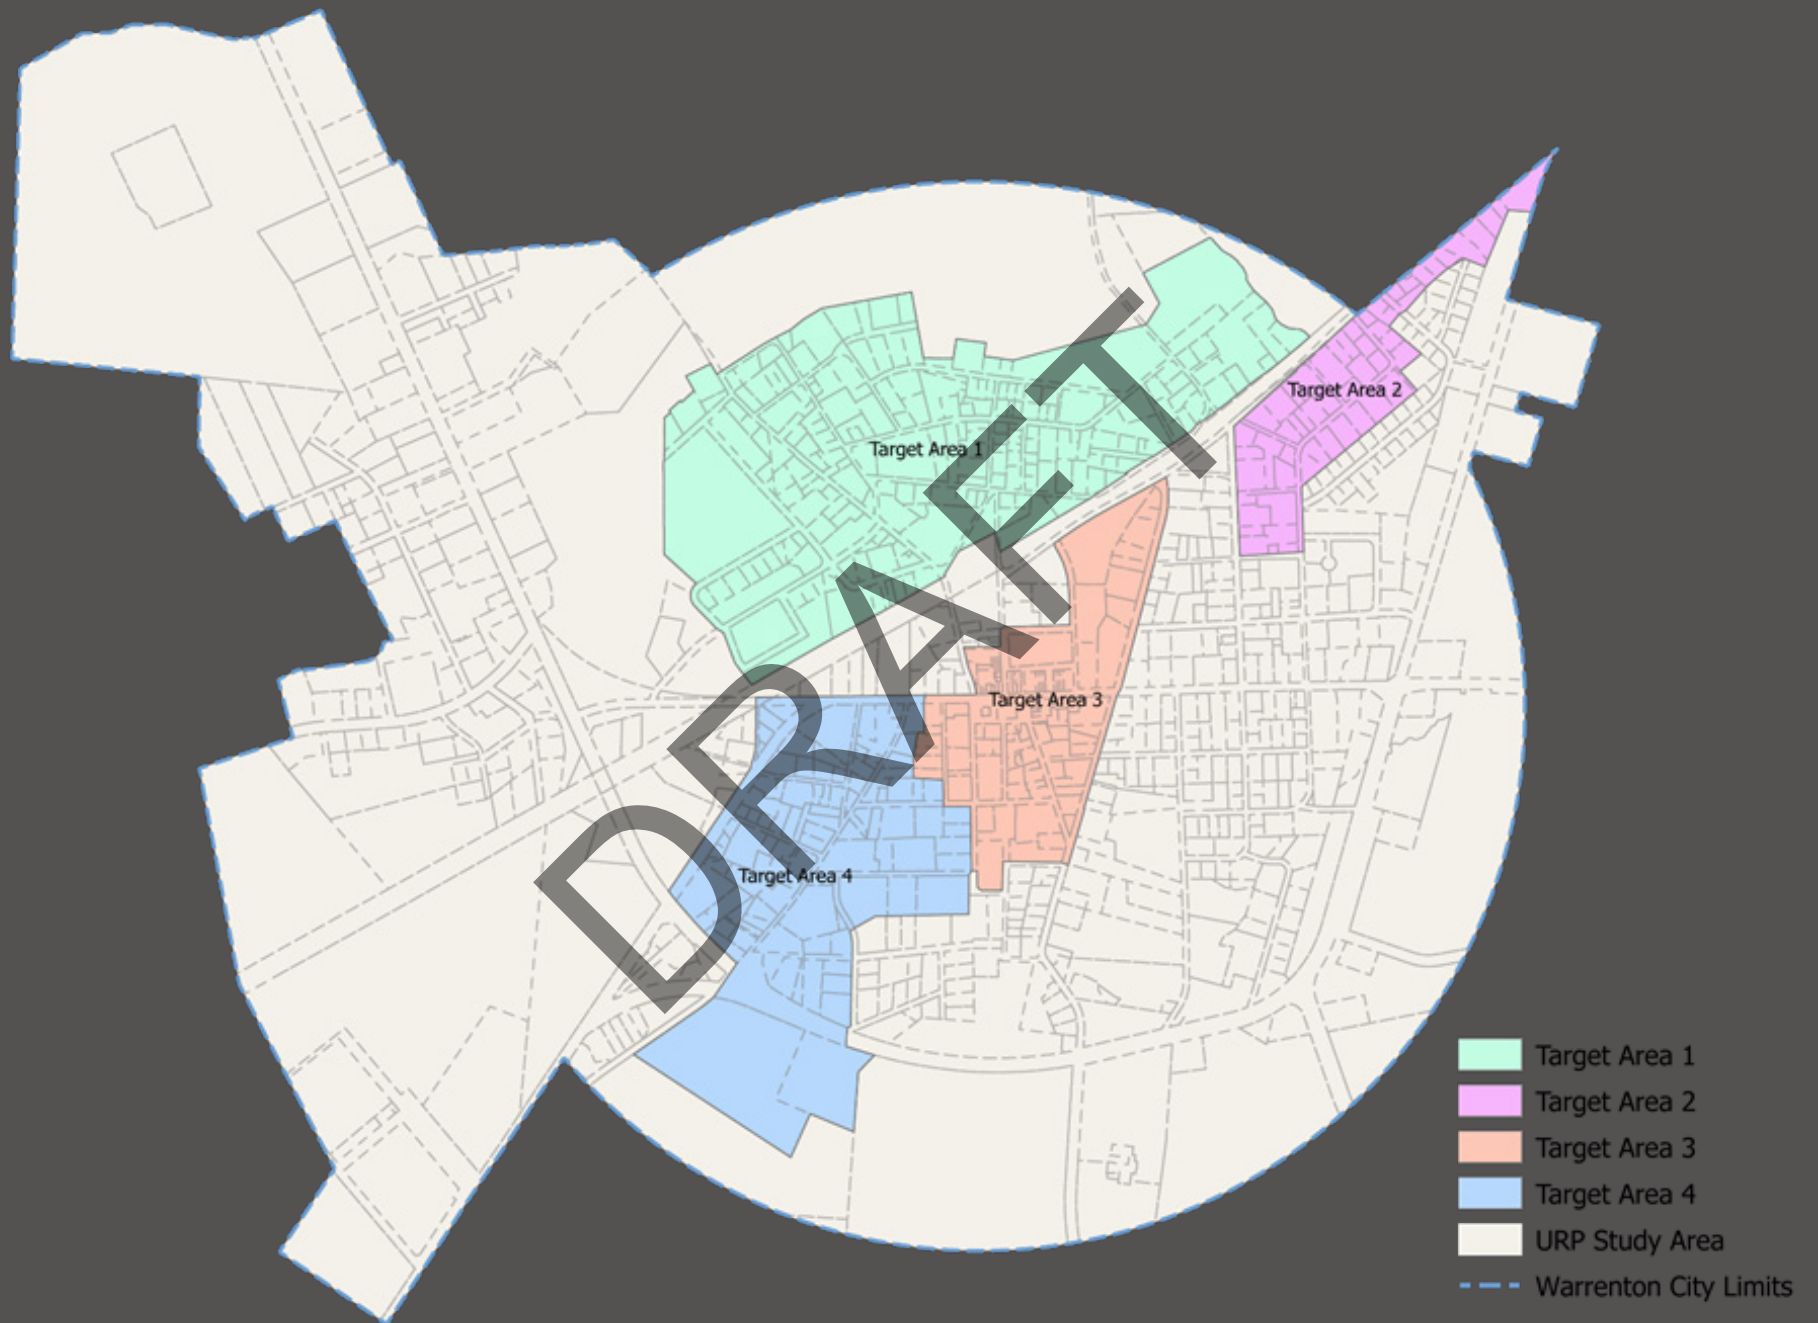 Target Area 2
Target Area 1
Target Area 3
Target Area 4
DRAFT
Target Area 1
Target Area 2
Target Area 3
Target Area 4
URP Study Area
Warrenton City Limits